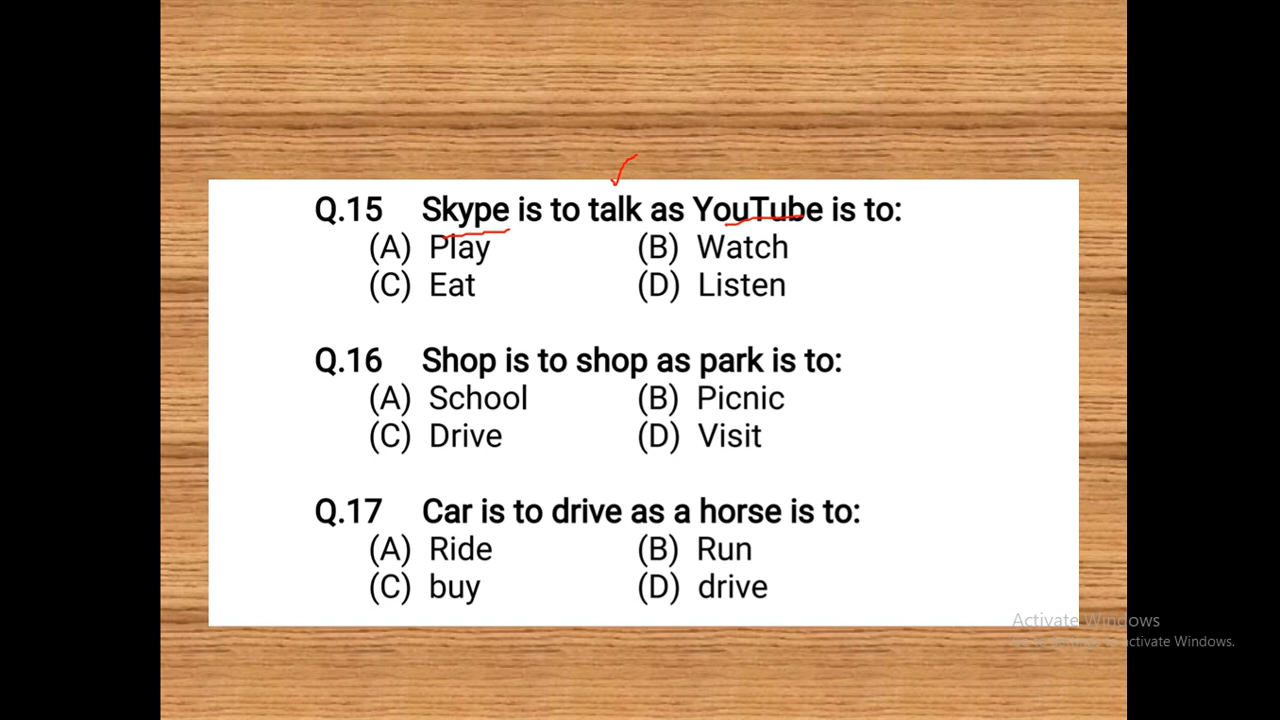 Q.15 Skype is to talk as YouTube is to:
(A) Play (B) Watch
(C) Eat (D) Listen
Q.16 Shop is to shop as park is to:
(A) School (B) Picnic
(C) Drive (D) Visit
Q.17 Car is to drive as a horse is to:
(A) Ride (B) Run
(C) buy (D) drive
Activate Windows
activate Windows.